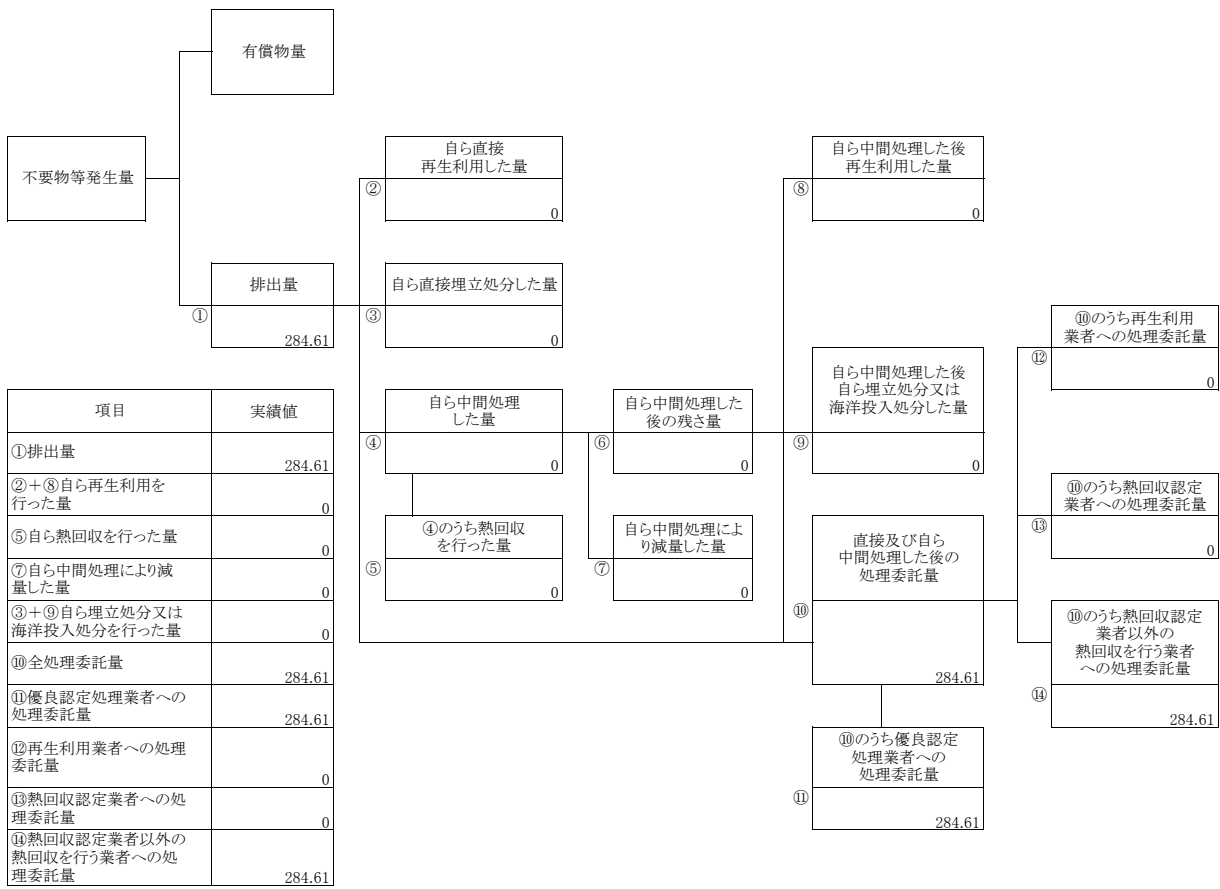 有償物量
不要物等発生量
自ら直接
再生利用した量
②
0
自ら中間処理した後
再生利用した量
⑧
0
排出量
①
284.61
自ら直接埋立処分した量
③
0
⑩のうち再生利用
業者への処理委託量
⑫
0
自ら中間処理
した量
④
0
自ら中間処理した
後の残さ量
⑥
0
自ら中間処理した後
自ら埋立処分又は
海洋投入処分した量
⑨
0
⑩のうち熱回収認定
業者への処理委託量
⑬
0
④のうち熱回収
を行った量
⑤
0
自ら中間処理によ
り減量した量
⑦
0
直接及び自ら
中間処理した後の
処理委託量
⑩
284.61
⑩のうち熱回収認定
業者以外の
熱回収を行う業者
への処理委託量
⑭
284.61
⑩のうち優良認定
処理業者への
処理委託量
⑪
284.61
項目 実績値
①排出量
284.61
②+⑧自ら再生利用を
行った量
0
⑤自ら熱回収を行った量
0
⑦自ら中間処理により減
量した量
0
③+⑨自ら埋立処分又は
海洋投入処分を行った量
0
⑩全処理委託量
284.61
⑪優良認定処理業者への
処理委託量
284.61
⑫再生利用業者への処理
委託量
0
⑬熱回収認定業者への処
理委託量
0
⑭熱回収認定業者以外の
熱回収を行う業者への処
理委託量
284.61